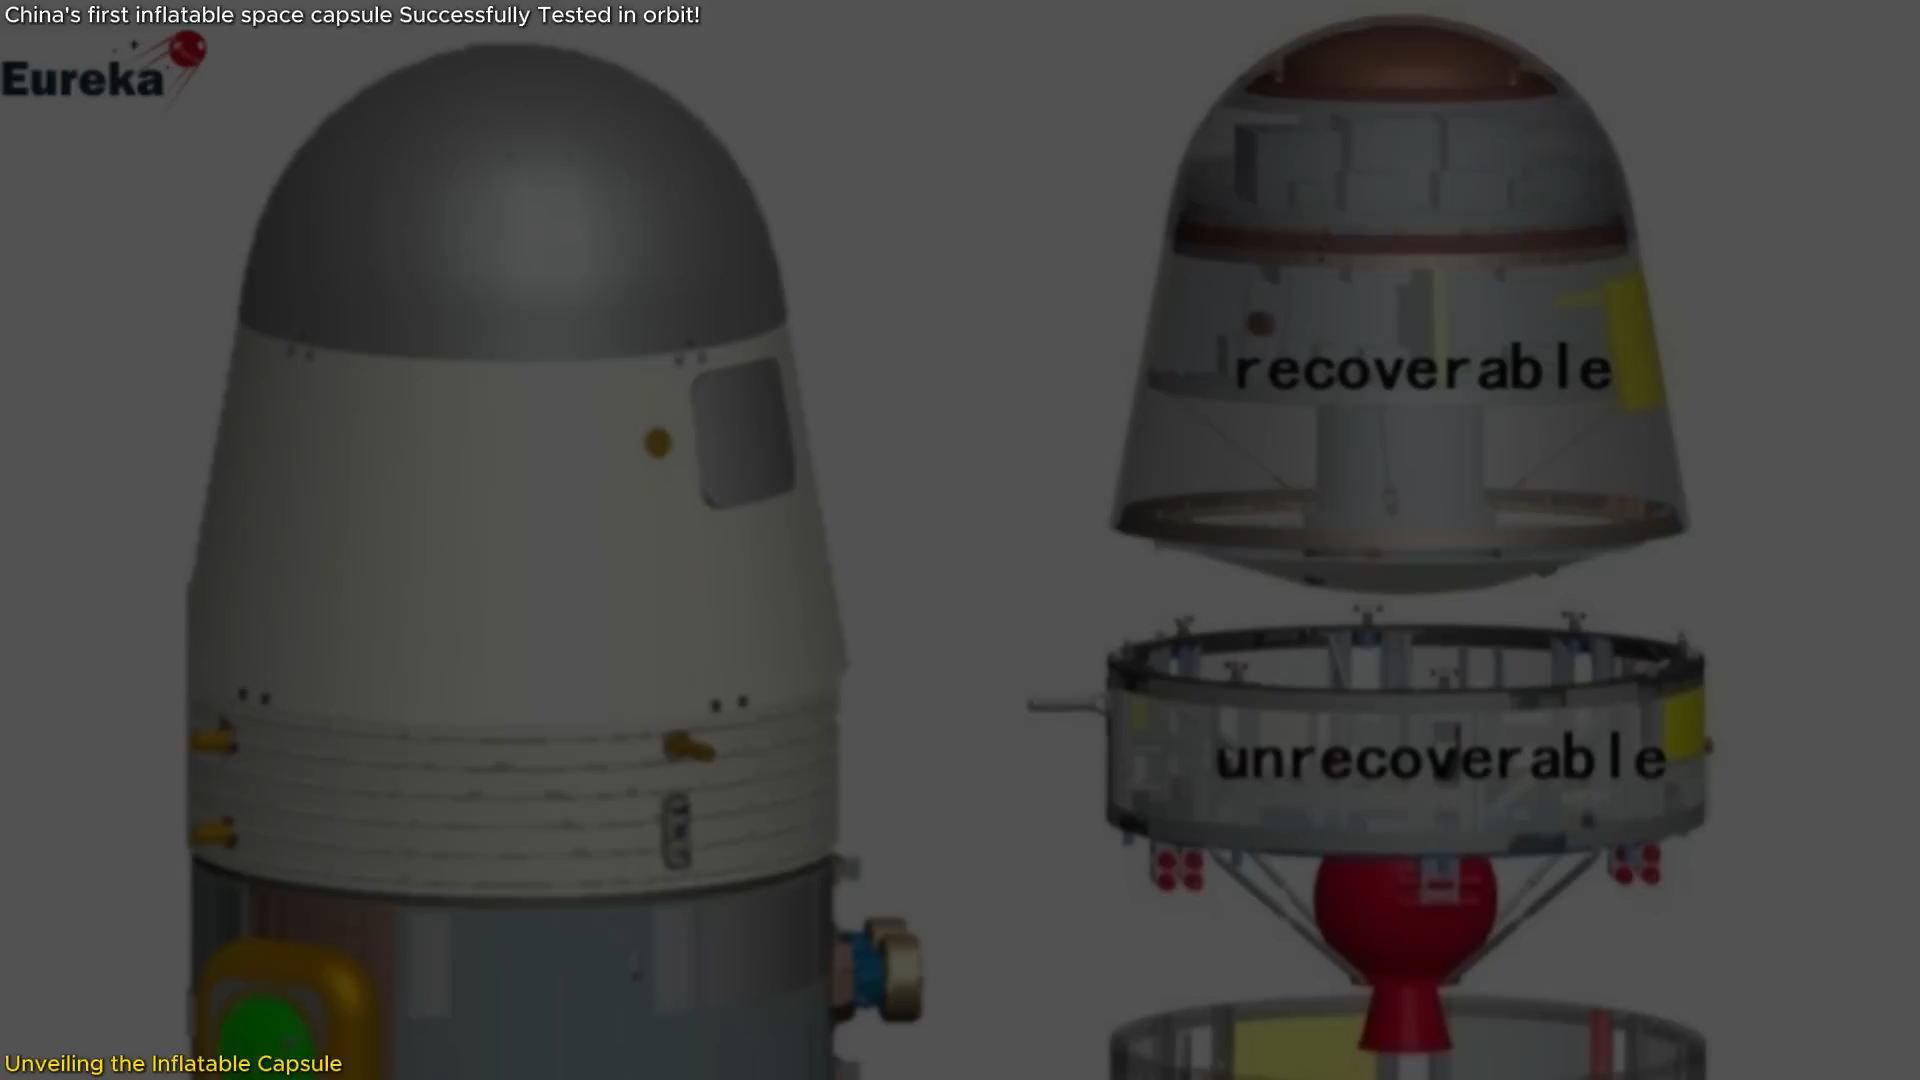 China's first inflatable space capsule Successfully Tested in orbit!
Eureka
recoverable
unrecoverable
Unveiling the Inflatable Capsule